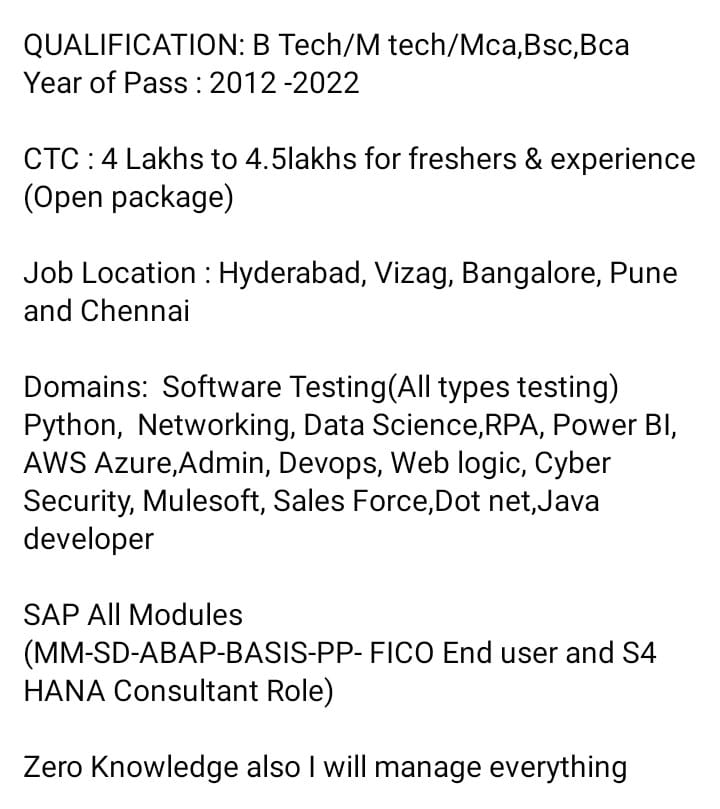 QUALIFICATION: B Tech/M tech/Mca,Bsc,Bca
Year of Pass : 2012 -2022
CTC : 4 Lakhs to 4.5lakhs for freshers & experience
(Open package)
Job Location : Hyderabad, Vizag, Bangalore, Pune
and Chennai
Domains:  Software Testing(All types testing)
Python,  Networking, Data Science,RPA, Power BI,
AWS Azure,Admin, Devops, Web logic, Cyber
Security, Mulesoft, Sales Force,Dot net,Java
developer
SAP All Modules
(MM-SD-ABAP-BASIS-PP- FICO End user and S4
HANA Consultant Role)
Zero Knowledge also I will manage everything